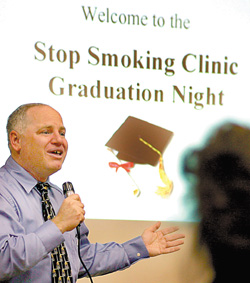 Welcome to the
Stop Smoking Clinic
Graduation Night